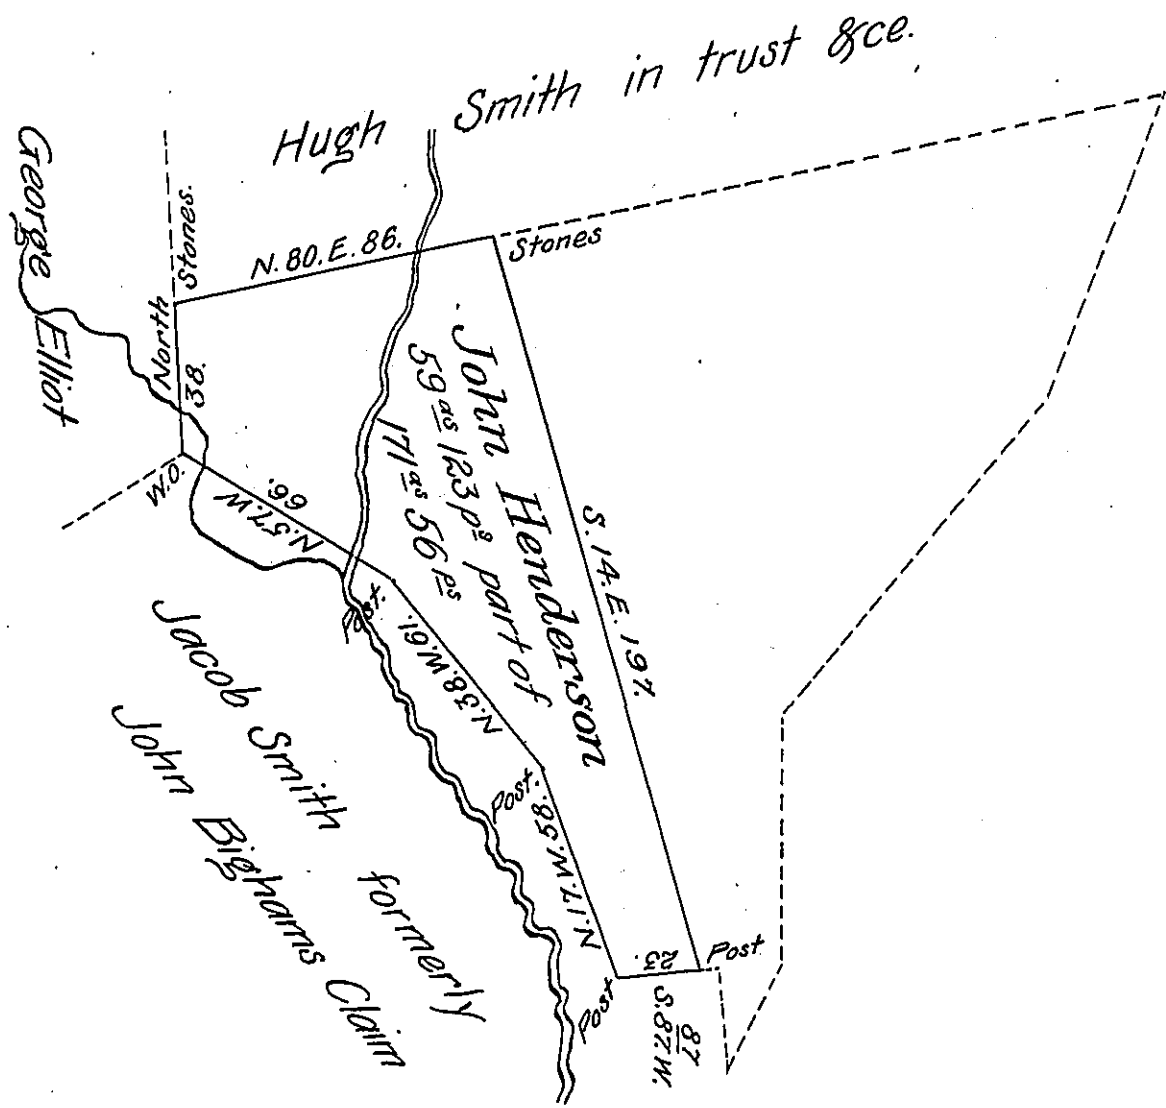 Hugh Smith in trust &ce.
George Elliot
Stones.
North
38.
N. 80. E. 86.
Stones
John Henderson
59 as 123 ps part of
171 as 56 ps
S. 14. E. 197.
W.O.
N. 57. W
66.
Post.
N. 38. W. 61.
Post.
N. 17. W. 58.
Post
23.
Post
87
S. 87. W.
Jacob Smith formerly
John Bighams Claim